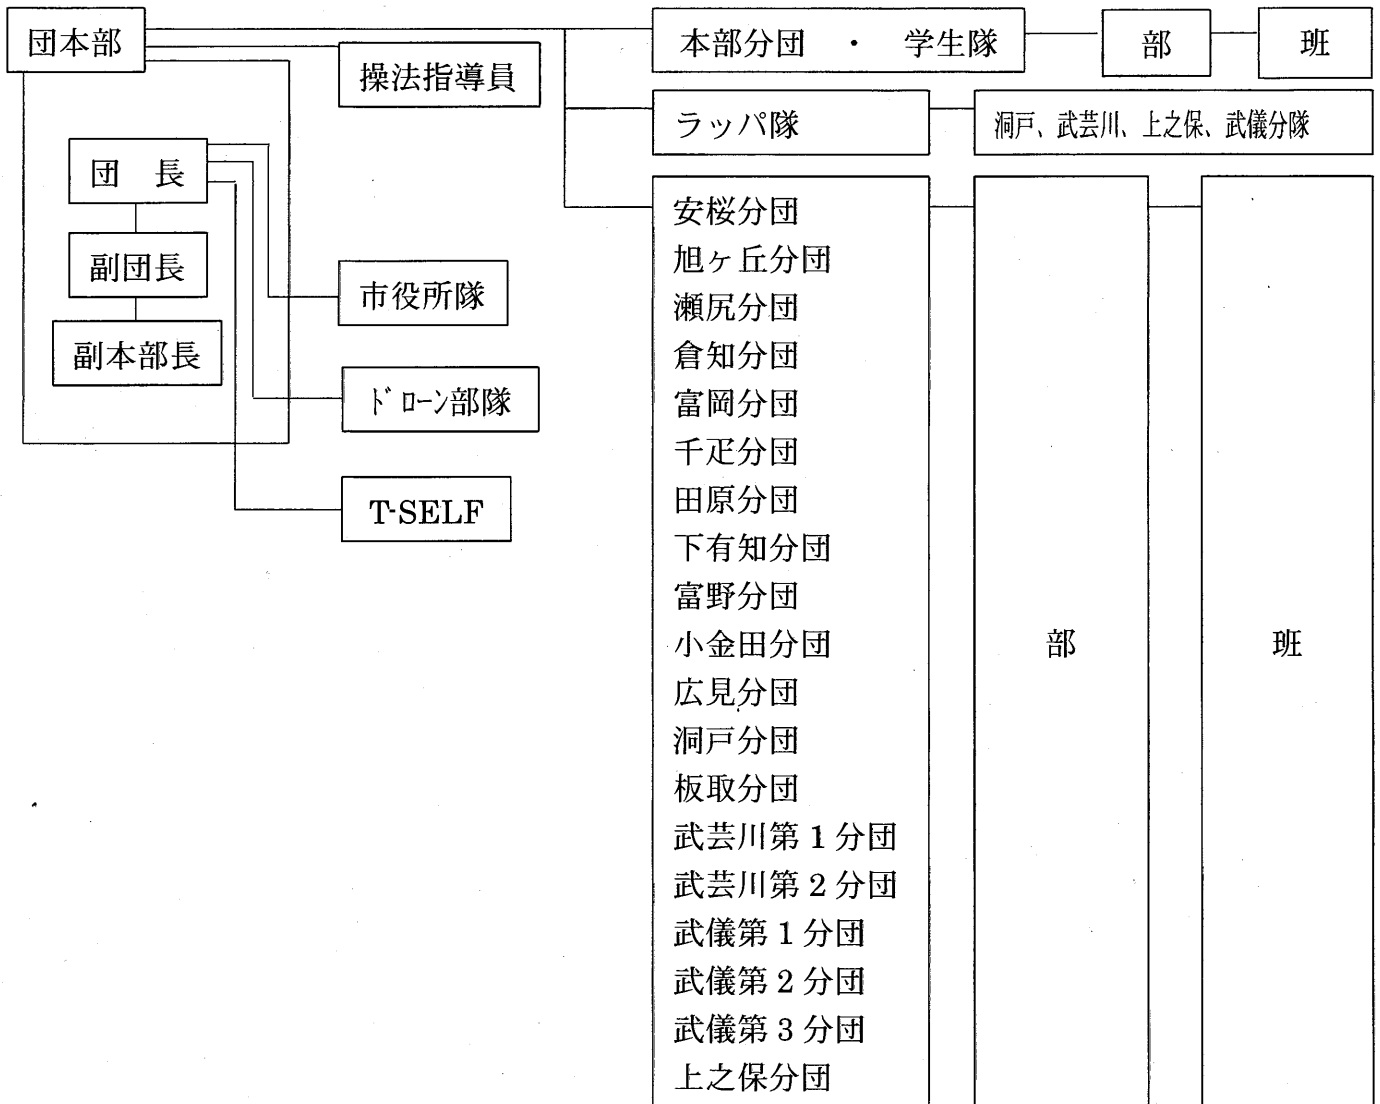 団本部
本部分団 ・ 学生隊
部
班
操法指導員
ラッパ隊
洞戸、武芸川、上之保、武儀分隊
団 長
副団長
副本部長
市役所隊
ドローン部隊
T-SELF
安桜分団
旭ヶ丘分団
瀬尻分団
倉知分団
富岡分団
千疋分団
田原分団
下有知分団
富野分団
小金田分団
広見分団
洞戸分団
板取分団
武芸川第1分団
武芸川第2分団
武儀第1分団
武儀第2分団
武儀第3分団
上之保分団
部
班